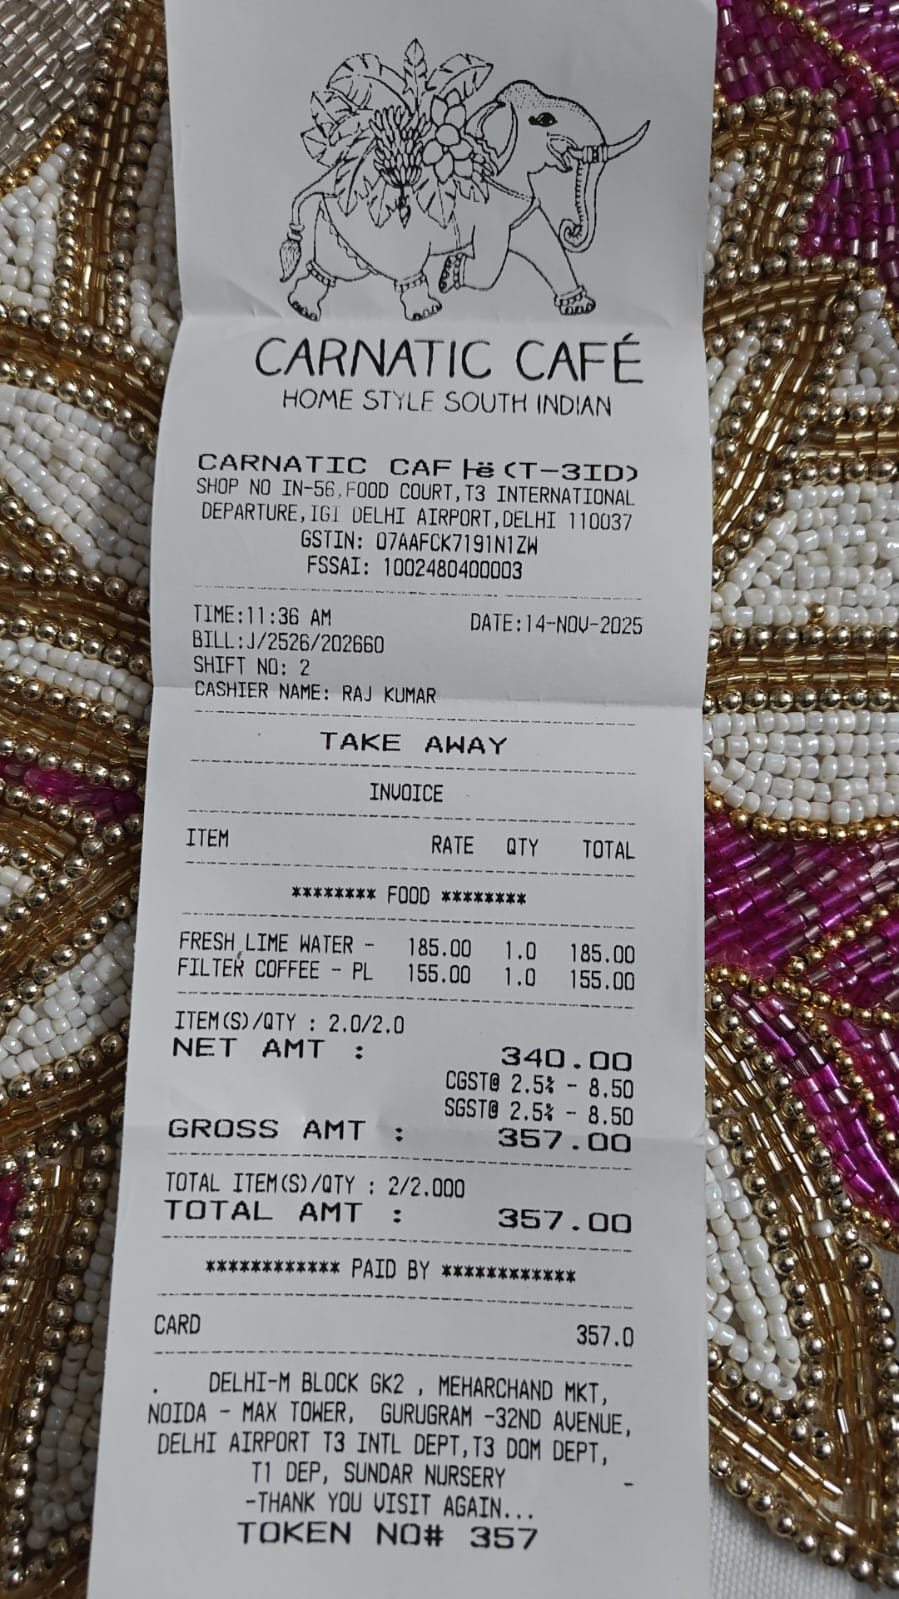 CARNATIC CAFÉ
HOME STYLE SOUTH INDIAN
CARNATIC CAF├ë(T-3ID)
SHOP NO IN-56,FOOD COURT,T3 INTERNATIONAL
DEPARTURE,IGI DELHI AIRPORT,DELHI 110037
GSTIN: 07AAFCK7191N1ZW
FSSAI: 1002480400003
TIME:11:36 AM DATE:14-NOV-2025
BILL:J/2526/202660
SHIFT NO: 2
CASHIER NAME: RAJ KUMAR
TAKE AWAY
INVOICE
ITEM RATE QTY TOTAL
******** FOOD ********
FRESH LIME WATER - 185.00 1.0 185.00
FILTER COFFEE - PL 155.00 1.0 155.00
ITEM(S)/QTY : 2.0/2.0
NET AMT : 340.00
CGST@ 2.5% - 8.50
SGST@ 2.5% - 8.50
GROSS AMT : 357.00
TOTAL ITEM(S)/QTY : 2/2.000
TOTAL AMT : 357.00
************ PAID BY ************
CARD 357.0
. DELHI-M BLOCK GK2 , MEHARCHAND MKT,
NOIDA - MAX TOWER, GURUGRAM -32ND AVENUE,
DELHI AIRPORT T3 INTL DEPT,T3 DOM DEPT,
T1 DEP, SUNDAR NURSERY -
-THANK YOU VISIT AGAIN...
TOKEN NO# 357